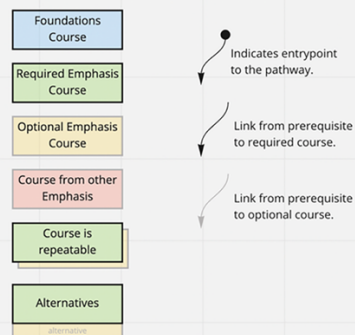 Foundations
Course
Required Emphasis
Course
Optional Emphasis
Course
Course from other
Emphasis
Course is
repeatable
Alternatives
alternative
Indicates entrypoint
to the pathway.
Link from prerequisite
to required course.
Link from prerequisite
to optional course.